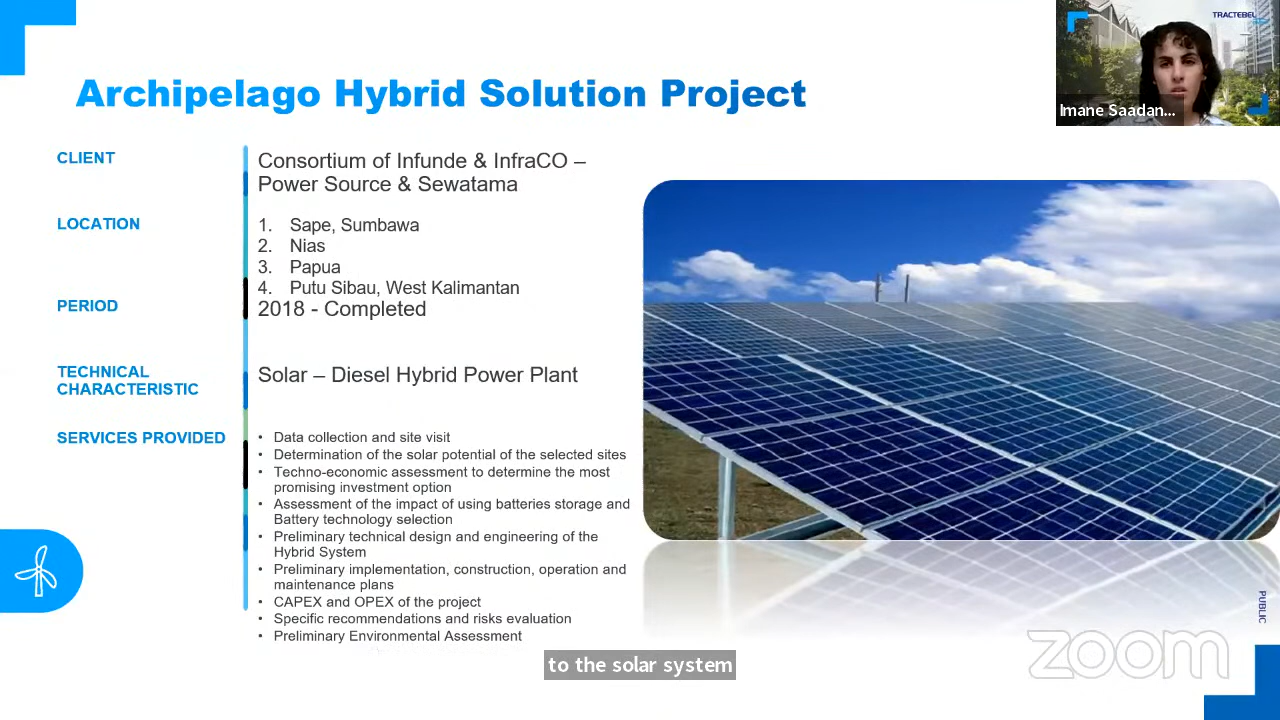 TRACTEBEL
Imane Saadan...
Archipelago Hybrid Solution Project
CLIENT
Consortium of Infunde & InfraCO –
Power Source & Sewatama
LOCATION
1. Sape, Sumbawa
2. Nias
3. Papua
4. Putu Sibau, West Kalimantan
PERIOD
2018 - Completed
TECHNICAL
CHARACTERISTIC
Solar – Diesel Hybrid Power Plant
SERVICES PROVIDED
• Data collection and site visit
• Determination of the solar potential of the selected sites
• Techno-economic assessment to determine the most
promising investment option
• Assessment of the impact of using batteries storage and
Battery technology selection
• Preliminary technical design and engineering of the
Hybrid System
• Preliminary implementation, construction, operation and
maintenance plans
• CAPEX and OPEX of the project
• Specific recommendations and risks evaluation
• Preliminary Environmental Assessment
PUBLIC
zoom
to the solar system